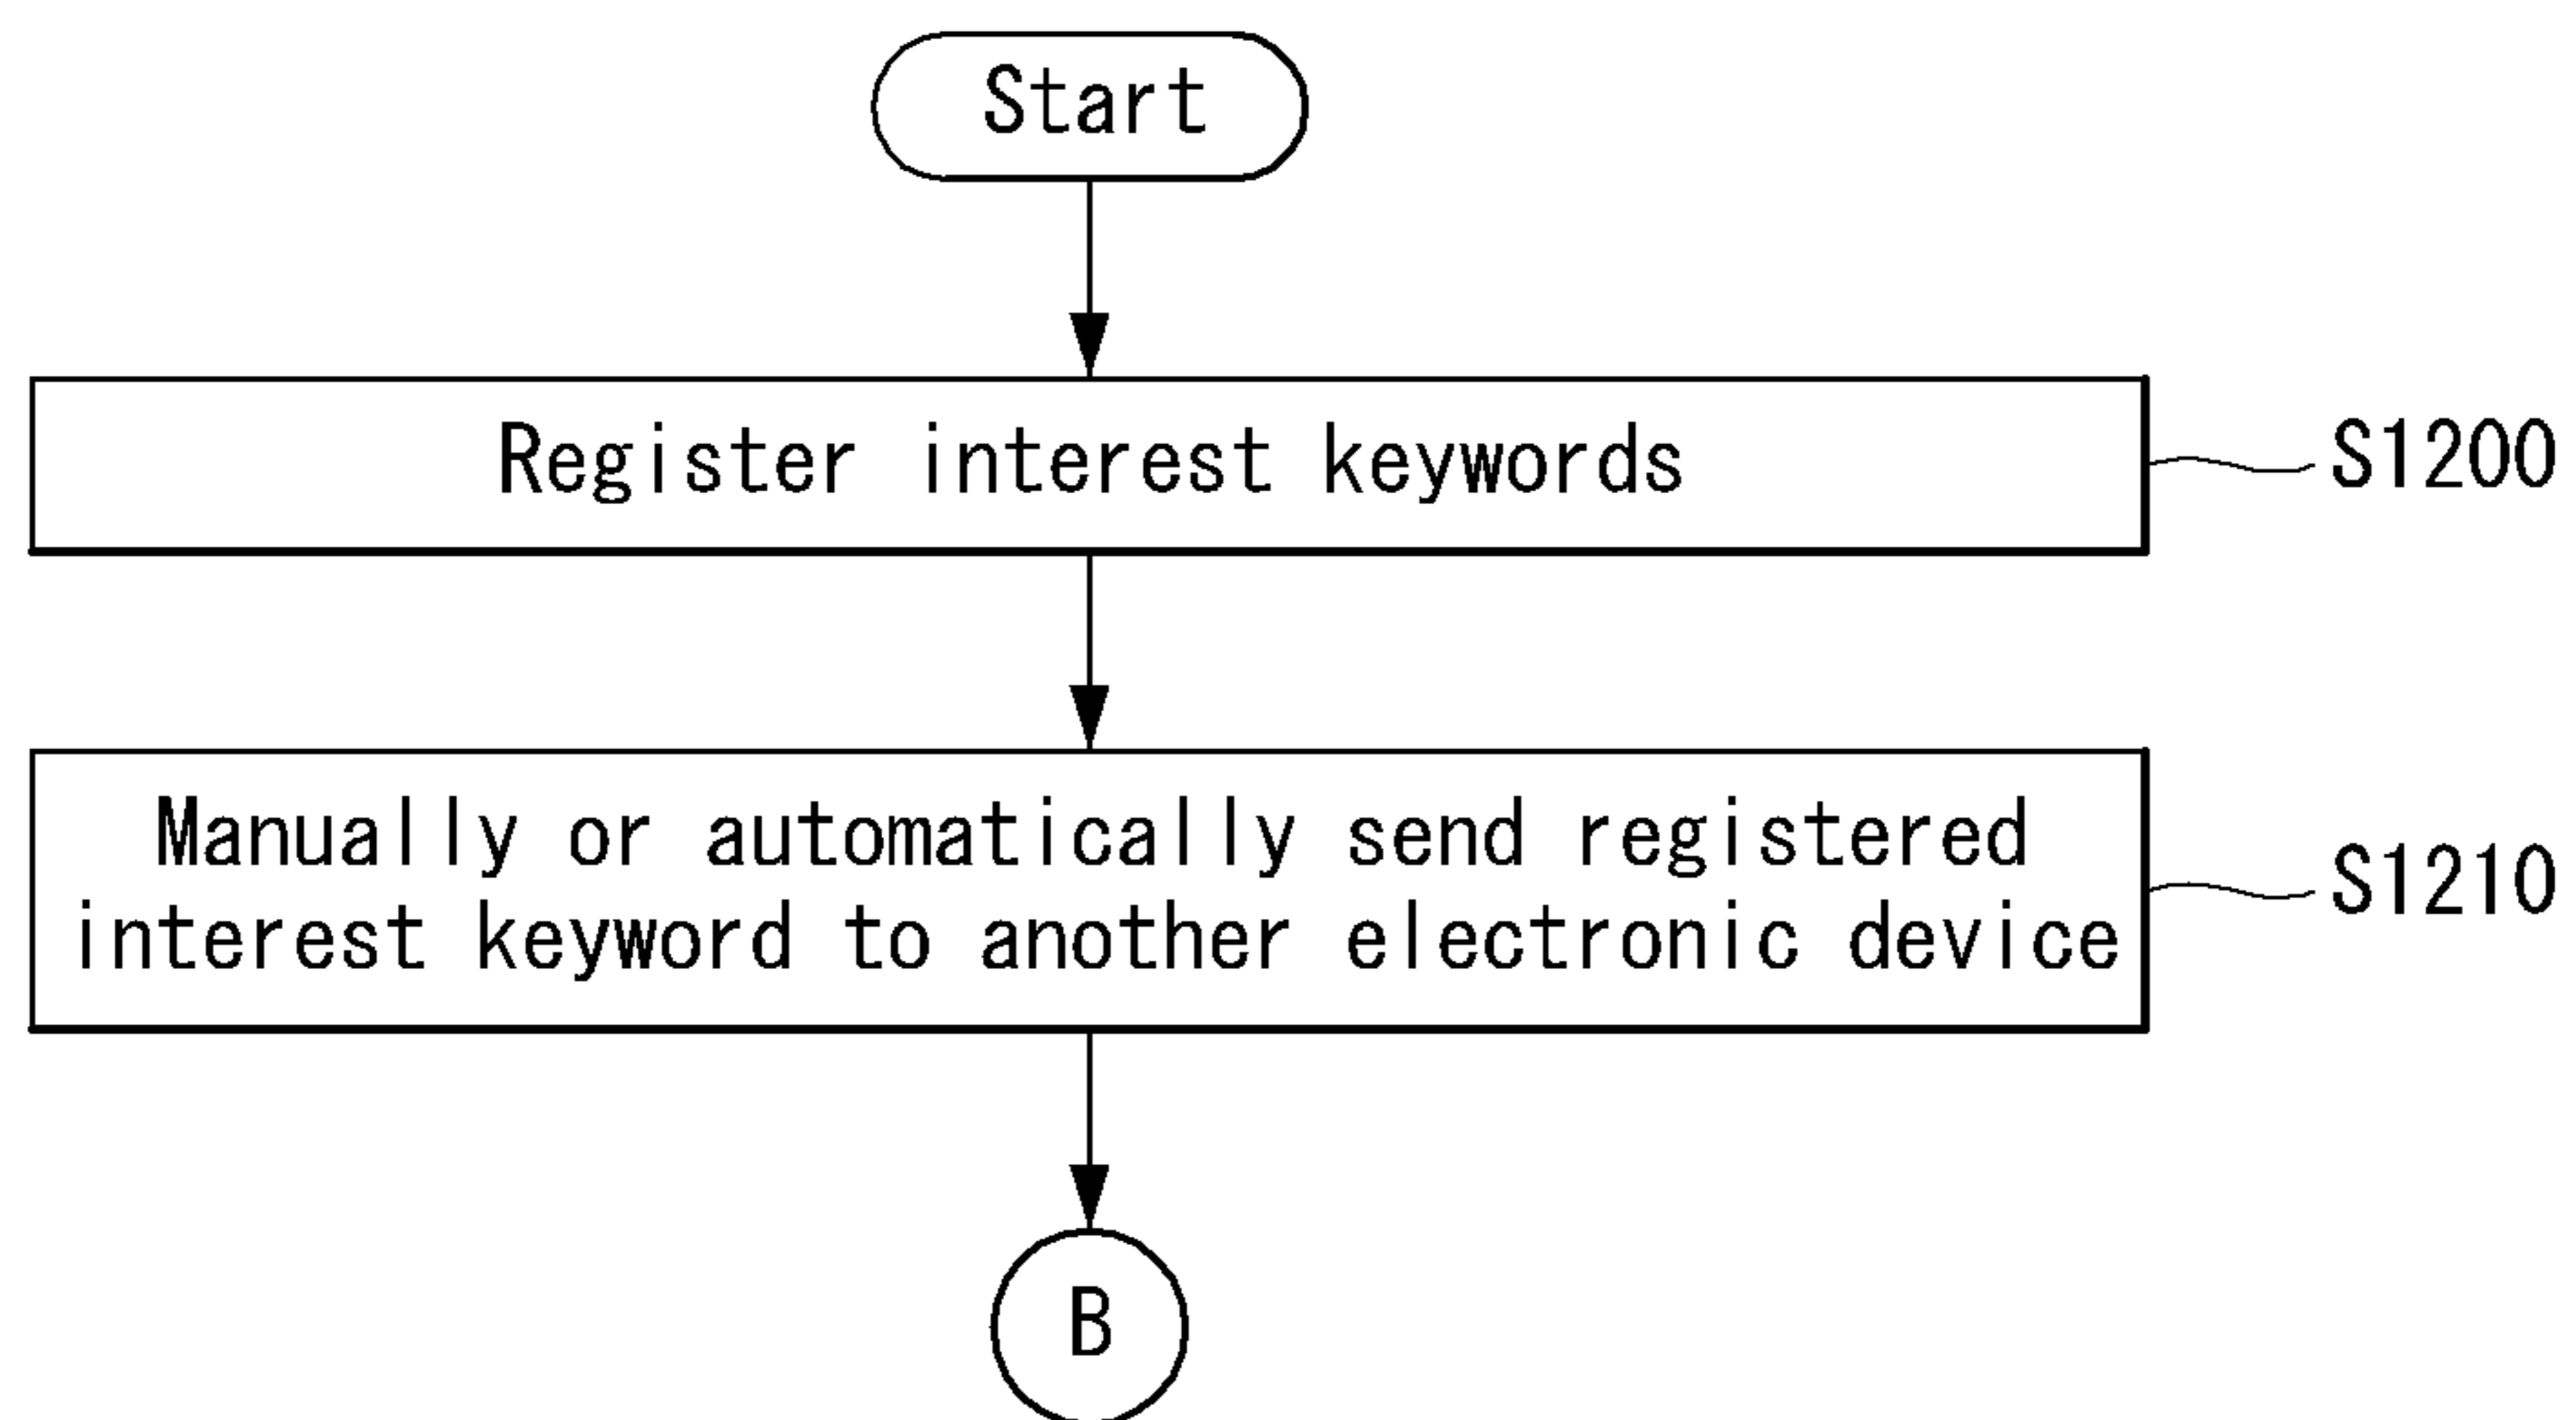 Start
Register interest keywords
S1200
Manually or automatically send registered
interest keyword to another electronic device
S1210
B